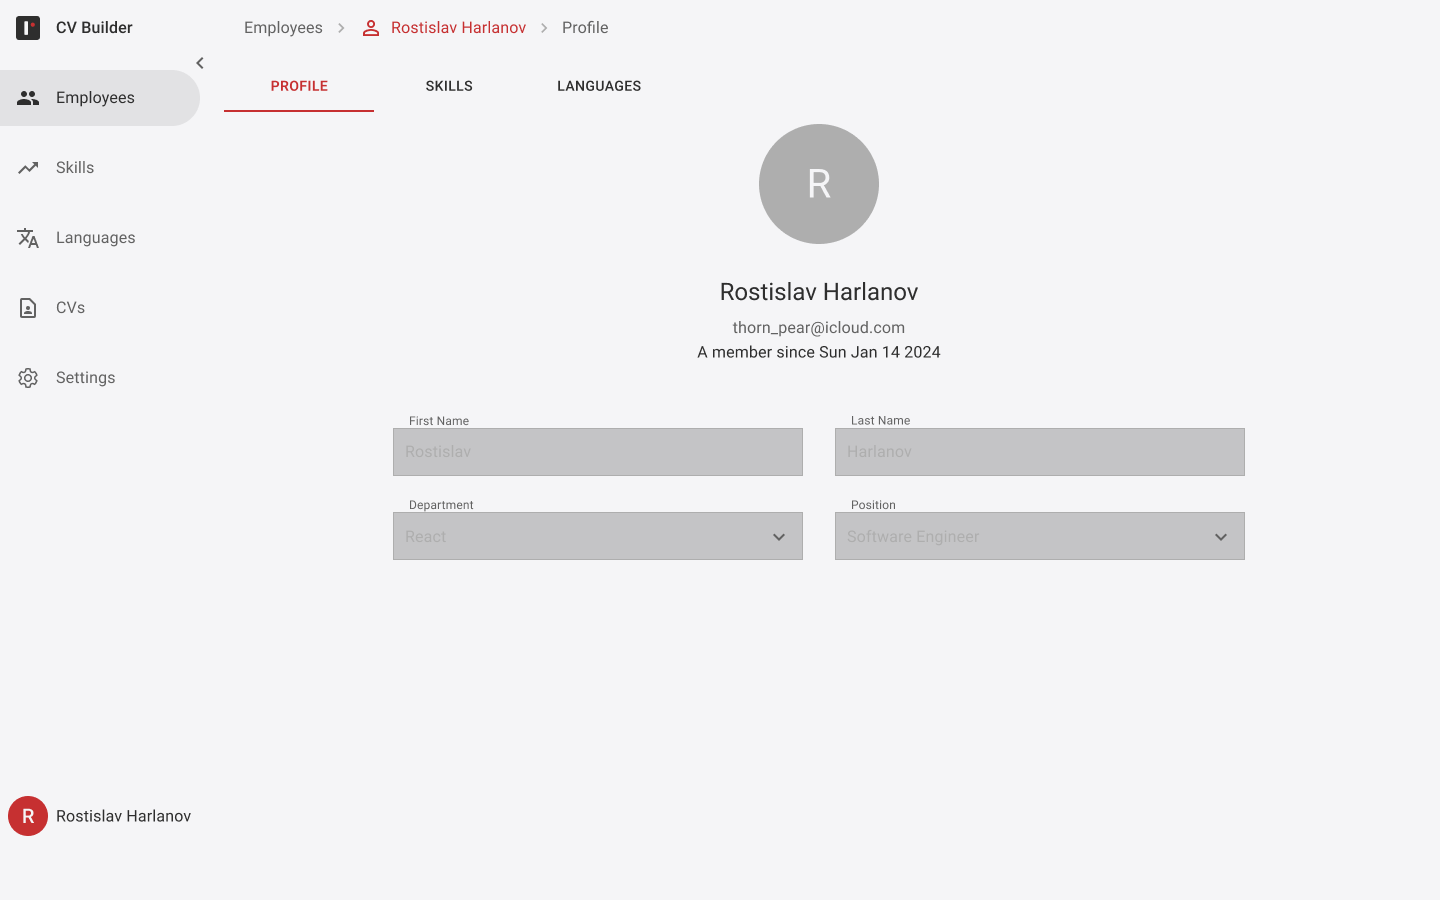 CV Builder
Employees
Rostislav Harlanov
Profile
Employees
Skills
Languages
CVs
Settings
Rostislav Harlanov
R
PROFILE
SKILLS
LANGUAGES
R
Rostislav Harlanov
thorn_pear@icloud.com
A member since Sun Jan 14 2024
First Name
Rostislav
Last Name
Harlanov
Department
React
Position
Software Engineer